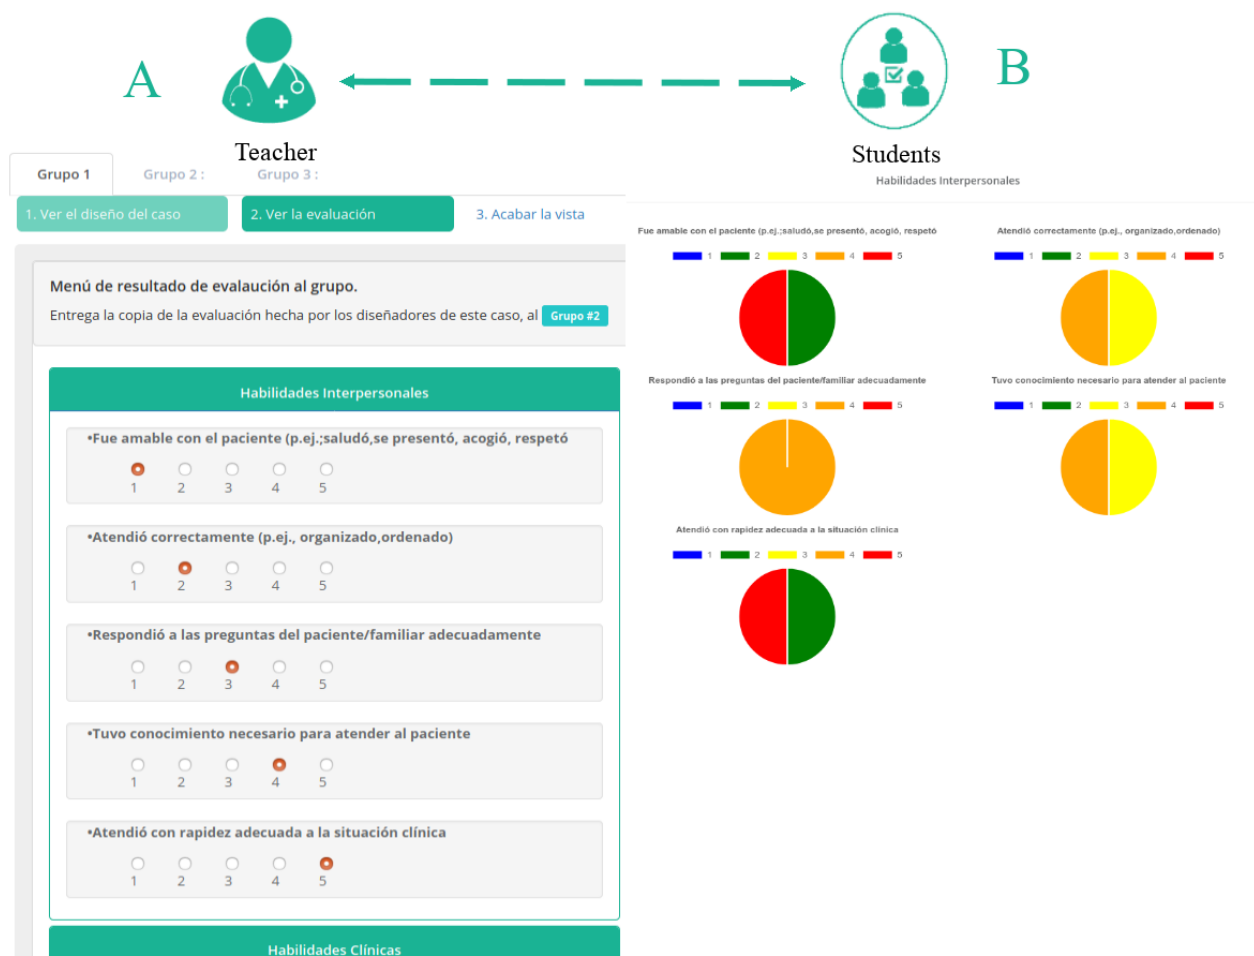 A
B
Teacher
Students
Grupo 1
Grupo 2 :
Grupo 3 :
1. Ver el diseño del caso
2. Ver la evaluación
3. Acabar la vista
Menú de resultado de evalaución al grupo.
Entrega la copia de la evaluación hecha por los diseñadores de este caso, al Grupo #2
Habilidades Interpersonales
•Fue amable con el paciente (p.ej.;saludó,se presentó, acogió, respetó
1 2 3 4 5
•Atendió correctamente (p.ej., organizado,ordenado)
1 2 3 4 5
•Respondió a las preguntas del paciente/familiar adecuadamente
1 2 3 4 5
•Tuvo conocimiento necesario para atender al paciente
1 2 3 4 5
•Atendió con rapidez adecuada a la situación clínica
1 2 3 4 5
Habilidades Clínicas
Habilidades Interpersonales
Fue amable con el paciente (p.ej.;saludó,se presentó, acogió, respetó
1 2 3 4 5
Atendió correctamente (p.ej., organizado,ordenado)
1 2 3 4 5
Respondió a las preguntas del paciente/familiar adecuadamente
1 2 3 4 5
Tuvo conocimiento necesario para atender al paciente
1 2 3 4 5
Atendió con rapidez adecuada a la situación clínica
1 2 3 4 5